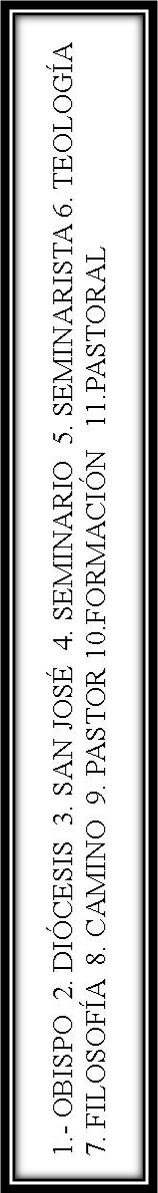 1.- OBISPO 2. DIÓCESIS 3. SAN JOSÉ 4. SEMINARIO 5. SEMINARISTA 6. TEOLOGÍA
7. FILOSOFÍA 8. CAMINO 9. PASTOR 10.FORMACIÓN 11.PASTORAL